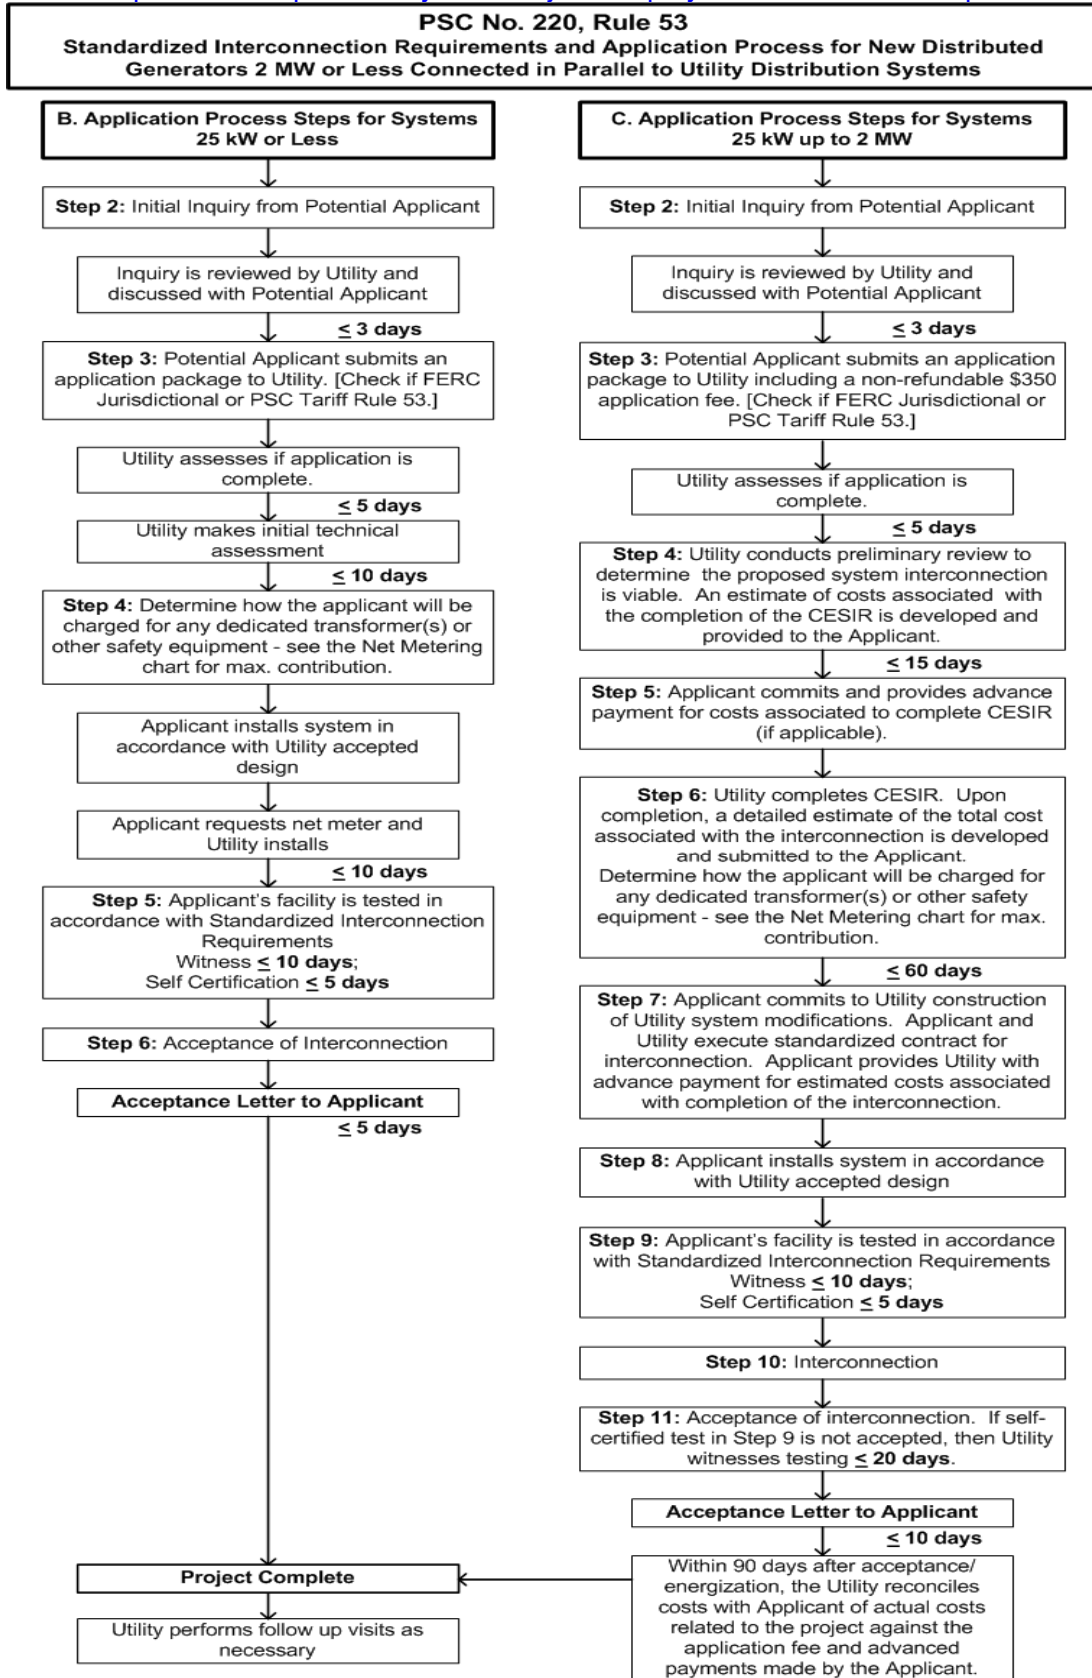 PSC No. 220, Rule 53
Standardized Interconnection Requirements and Application Process for New Distributed
Generators 2 MW or Less Connected in Parallel to Utility Distribution Systems
B. Application Process Steps for Systems
25 kW or Less
Step 2: Initial Inquiry from Potential Applicant
Inquiry is reviewed by Utility and
discussed with Potential Applicant
≤ 3 days
Step 3: Potential Applicant submits an
application package to Utility. [Check if FERC
Jurisdictional or PSC Tariff Rule 53.]
Utility assesses if application is
complete.
≤ 5 days
Utility makes initial technical
assessment
≤ 10 days
Step 4: Determine how the applicant will be
charged for any dedicated transformer(s) or
other safety equipment - see the Net Metering
chart for max. contribution.
Applicant installs system in
accordance with Utility accepted
design
Applicant requests net meter and
Utility installs
≤ 10 days
Step 5: Applicant's facility is tested in
accordance with Standardized Interconnection
Requirements
Witness ≤ 10 days;
Self Certification ≤ 5 days
Step 6: Acceptance of Interconnection
Acceptance Letter to Applicant
≤ 5 days
Project Complete
Utility performs follow up visits as
necessary
C. Application Process Steps for Systems
25 kW up to 2 MW
Step 2: Initial Inquiry from Potential Applicant
Inquiry is reviewed by Utility and
discussed with Potential Applicant
≤ 3 days
Step 3: Potential Applicant submits an application
package to Utility including a non-refundable $350
application fee. [Check if FERC Jurisdictional or
PSC Tariff Rule 53.]
Utility assesses if application is
complete.
≤ 5 days
Step 4: Utility conducts preliminary review to
determine the proposed system interconnection
is viable. An estimate of costs associated with
the completion of the CESIR is developed and
provided to the Applicant.
≤ 15 days
Step 5: Applicant commits and provides advance
payment for costs associated to complete CESIR
(if applicable).
Step 6: Utility completes CESIR. Upon
completion, a detailed estimate of the total cost
associated with the interconnection is developed
and submitted to the Applicant.
Determine how the applicant will be charged for
any dedicated transformer(s) or other safety
equipment - see the Net Metering chart for max.
contribution.
≤ 60 days
Step 7: Applicant commits to Utility construction
of Utility system modifications. Applicant and
Utility execute standardized contract for
interconnection. Applicant provides Utility with
advance payment for estimated costs associated
with completion of the interconnection.
Step 8: Applicant installs system in accordance
with Utility accepted design
Step 9: Applicant's facility is tested in accordance
with Standardized Interconnection Requirements
Witness ≤ 10 days;
Self Certification ≤ 5 days
Step 10: Interconnection
Step 11: Acceptance of interconnection. If self-
certified test in Step 9 is not accepted, then Utility
witnesses testing ≤ 20 days.
Acceptance Letter to Applicant
≤ 10 days
Within 90 days after acceptance/
energization, the Utility reconciles
costs with Applicant of actual costs
related to the project against the
application fee and advanced
payments made by the Applicant.